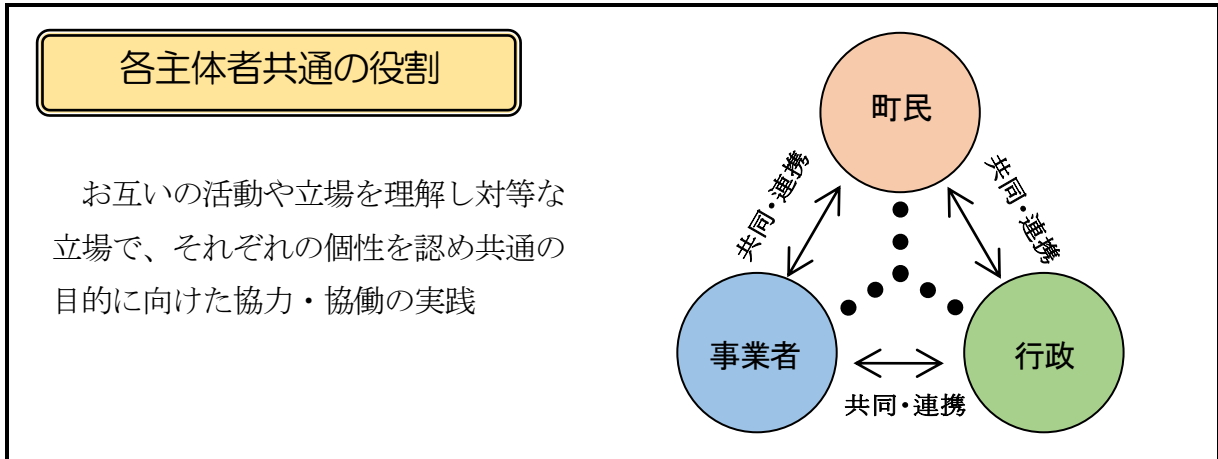 各主体者共通の役割
お互いの活動や立場を理解し対等な
立場で、それぞれの個性を認め共通の
目的に向けた協力・協働の実践
町民
共同・連携
共同・連携
事業者
行政
共同・連携